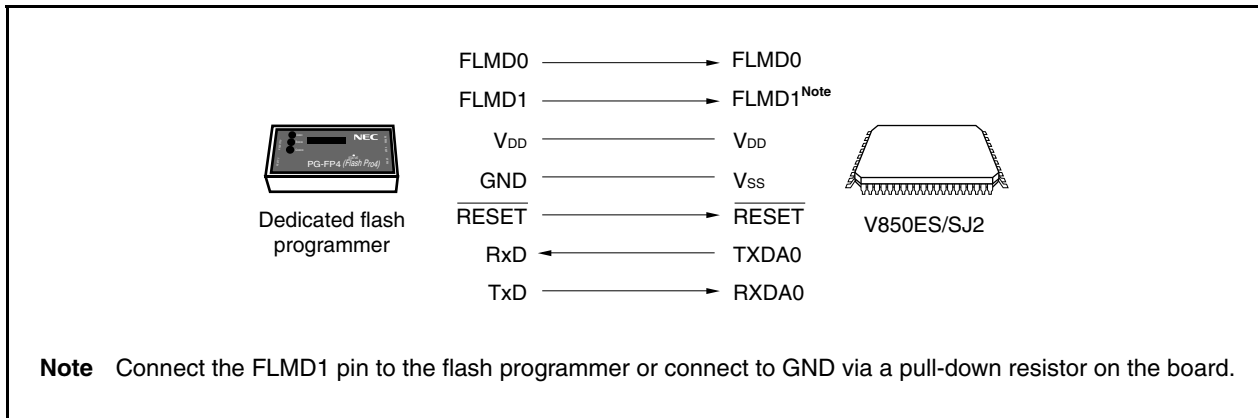 FLMD0 FLMD0
FLMD1 FLMD1Note
VDD VDD
GND VSS
RESET RESET
RxD TXDA0
TxD RXDA0
NEC
PG-FP4 (Flash Pro4)
Dedicated flash
programmer
V850ES/SJ2
Note Connect the FLMD1 pin to the flash programmer or connect to GND via a pull-down resistor on the board.